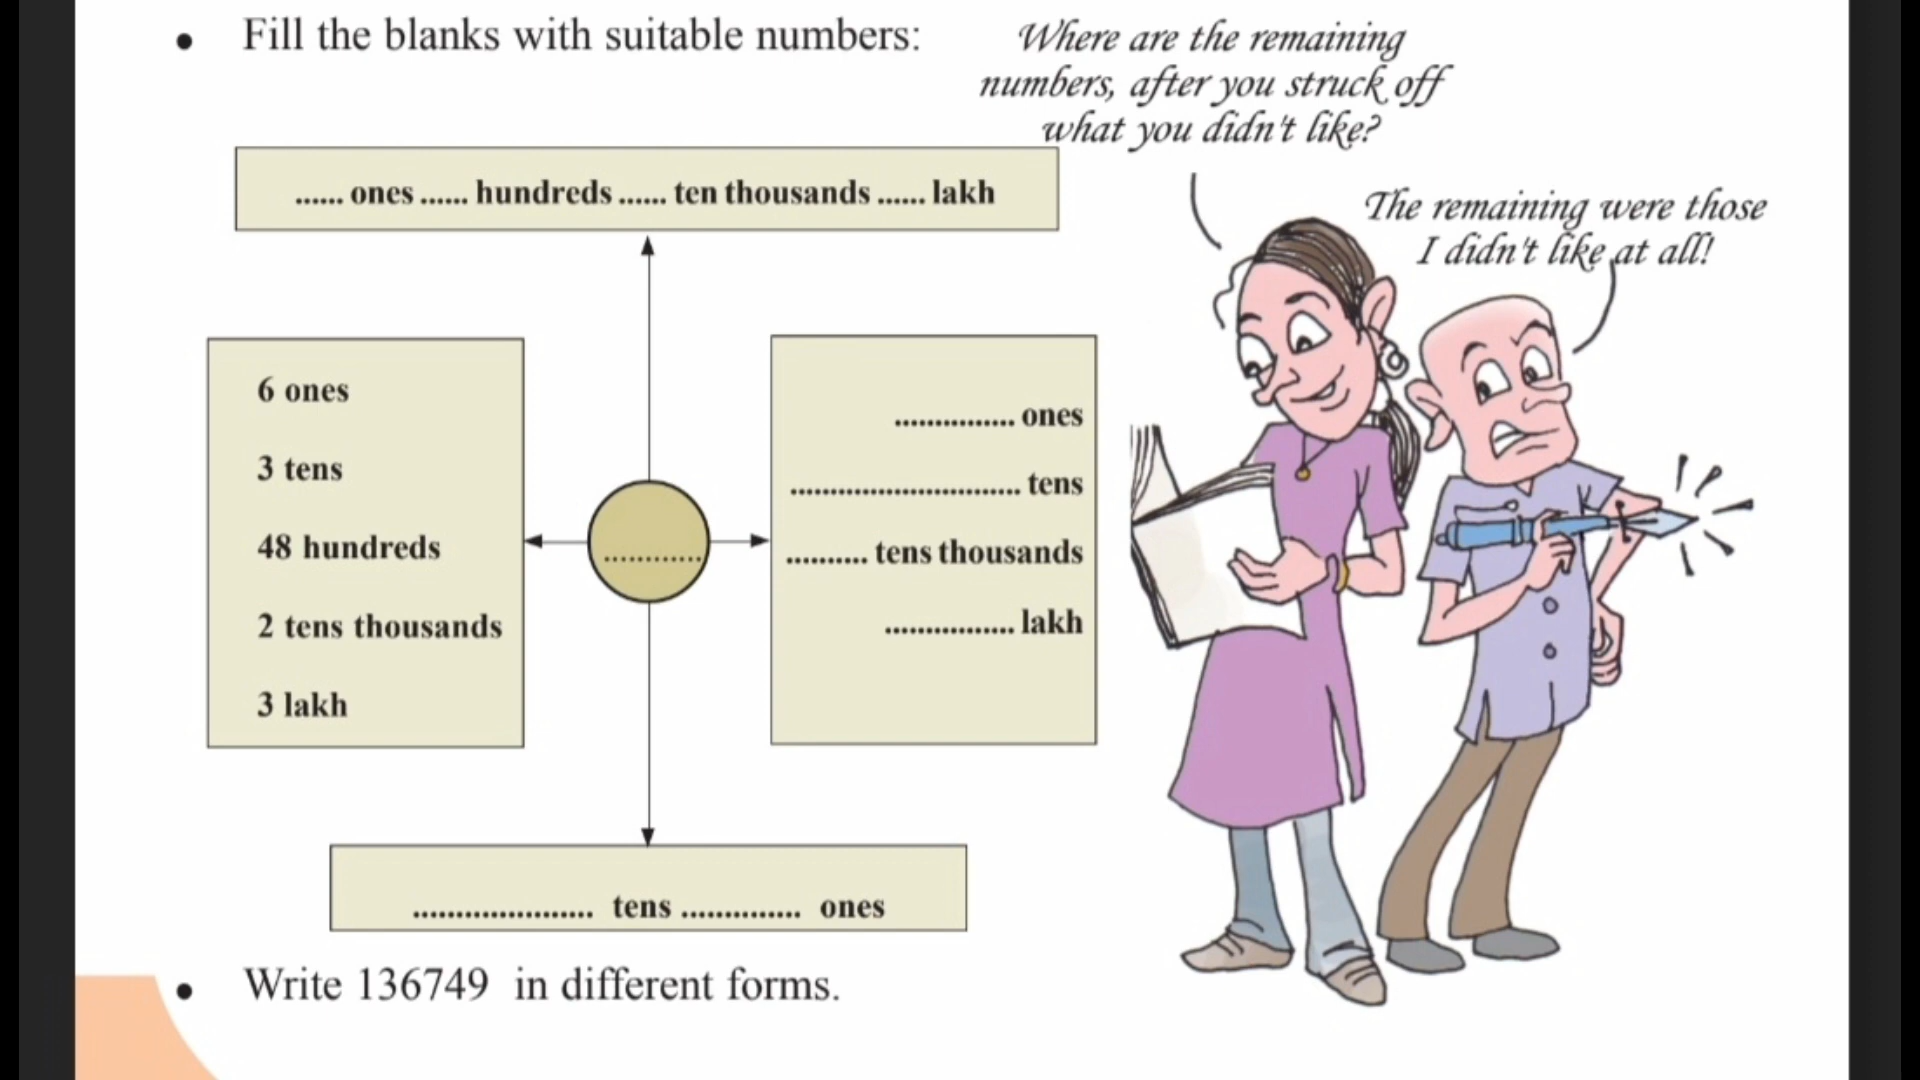 • Fill the blanks with suitable numbers:
Where are the remaining
numbers, after you struck off
what you didn't like?
The remaining were those
I didn't like at all!
...... ones ...... hundreds ...... ten thousands ...... lakh
6 ones
3 tens
48 hundreds
2 tens thousands
3 lakh
............
............... ones
............................. tens
.......... tens thousands
................ lakh
....................... tens ............... ones
• Write 136749 in different forms.